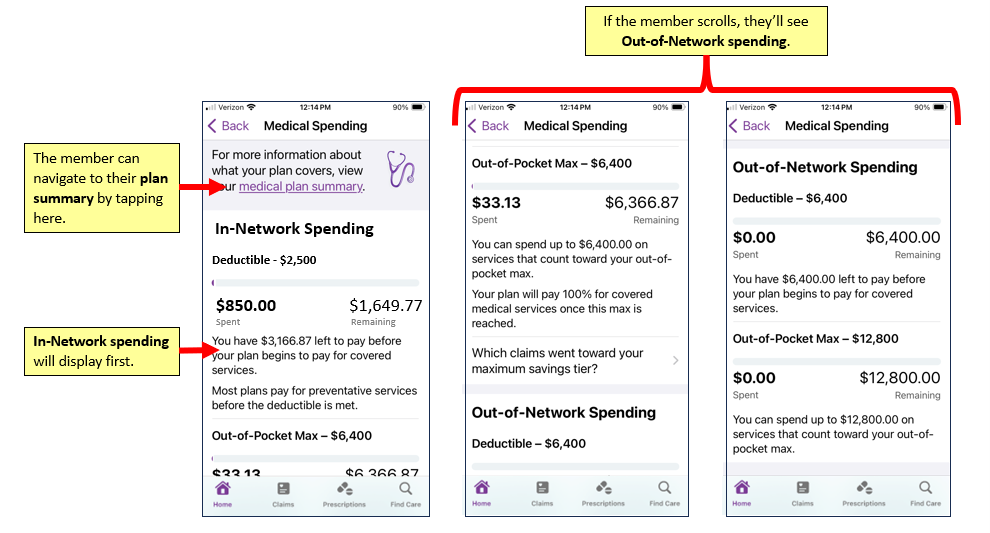 If the member scrolls, they'll see
Out-of-Network spending.
The member can
navigate to their plan
summary by tapping
here.
In-Network spending
will display first.
Verizon 12:14 PM 90%
Back Medical Spending
For more information about
what your plan covers, view
your medical plan summary.
In-Network Spending
Deductible - $2,500
$850.00 $1,649.77
Spent Remaining
You have $3,166.87 left to pay before
your plan begins to pay for covered
services.
Most plans pay for preventative services
before the deductible is met.
Out-of-Pocket Max – $6,400
$33.13 $6,366.87
Home Claims Prescriptions Find Care
Verizon 12:14 PM 90%
Back Medical Spending
Out-of-Pocket Max – $6,400
$33.13 $6,366.87
Spent Remaining
You can spend up to $6,400.00 on
services that count toward your out-of-
pocket max.
Your plan will pay 100% for covered
medical services once this max is
reached.
Which claims went toward your
maximum savings tier?
Out-of-Network Spending
Deductible – $6,400
Home Claims Prescriptions Find Care
Verizon 12:14 PM 90%
Back Medical Spending
Out-of-Network Spending
Deductible – $6,400
$0.00 $6,400.00
Spent Remaining
You have $6,400.00 left to pay before
your plan begins to pay for covered
services.
Out-of-Pocket Max – $12,800
$0.00 $12,800.00
Spent Remaining
You can spend up to $12,800.00 on
services that count toward your out-of-
pocket max.
Home Claims Prescriptions Find Care